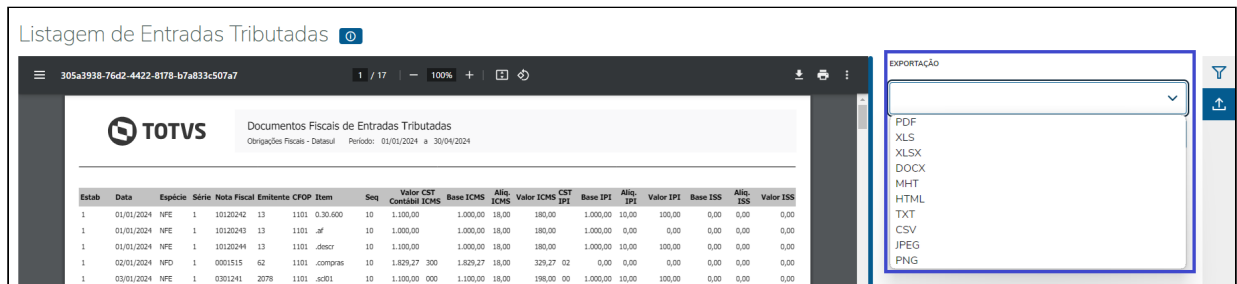 Listagem de Entradas Tributadas
305a3938-76d2-4422-8178-b7a833c507a7 1 / 17 100%
EXPORTAÇÃO
PDF
XLS
XLSX
DOCX
MHT
HTML
TXT
CSV
JPEG
PNG
TOTVS
Documentos Fiscais de Entradas Tributadas
Obrigações Fiscais - Datasul Período: 01/01/2024 a 30/04/2024
Estab Data Espécie Série Nota Fiscal Emitente CFOP Item Seq Valor Contábil CST ICMS Base ICMS Alíq. ICMS Valor ICMS CST IPI Base IPI Alíq. IPI Valor IPI Base ISS Alíq. ISS Valor ISS
1 01/01/2024 NFE 1 10120242 13 1101 0.30.600 10 1.100,00 1.000,00 18,00 180,00 1.000,00 10,00 100,00 0,00 0,00 0,00
1 01/01/2024 NFE 1 10120243 13 1101 .af 10 1.000,00 1.000,00 18,00 180,00 0,00 0,00 0,00 0,00 0,00 0,00
1 01/01/2024 NFE 1 10120244 13 1101 .descr 10 1.100,00 1.000,00 18,00 180,00 1.000,00 10,00 100,00 0,00 0,00 0,00
1 02/01/2024 NFD 1 0001515 62 1101 .compras 10 1.829,27 300 1.829,27 18,00 329,27 02 0,00 0,00 0,00 0,00 0,00 0,00
1 03/01/2024 NFE 1 0301241 2078 1101 .scl01 10 1.100,00 000 1.100,00 18,00 198,00 00 1.000,00 10,00 100,00 0,00 0,00 0,00